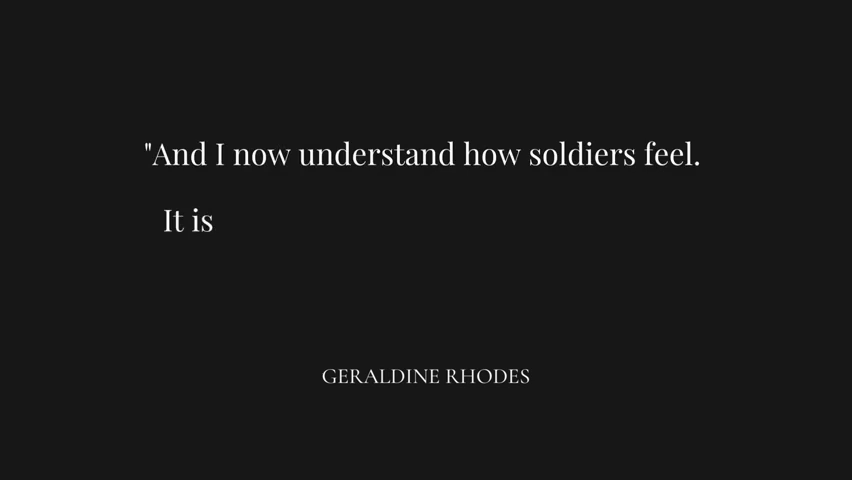 "And I now understand how soldiers feel.
It is
GERALDINE RHODES